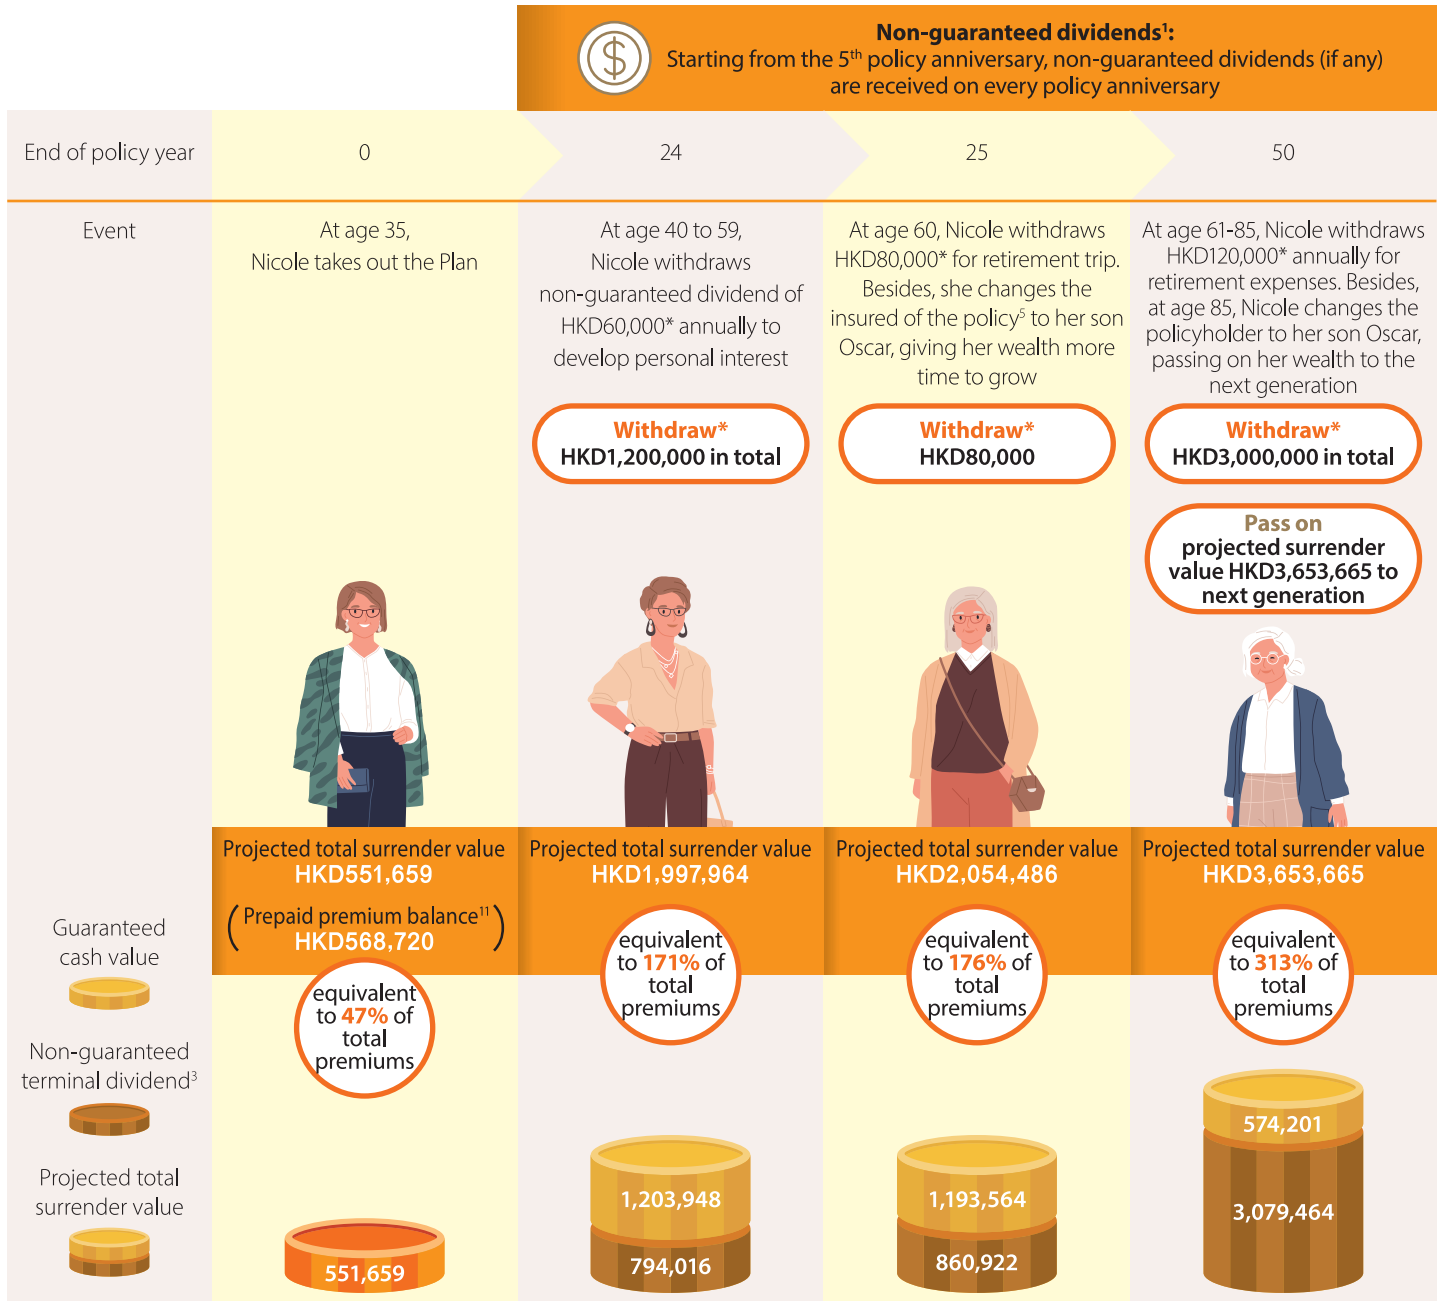 Non-guaranteed dividends¹:
Starting from the 5th policy anniversary, non-guaranteed dividends (if any)
are received on every policy anniversary
End of policy year
0
24
25
50
Event
At age 35,
Nicole takes out the Plan
At age 40 to 59,
Nicole withdraws
non-guaranteed dividend of
HKD60,000* annually to
develop personal interest
Withdraw*
HKD1,200,000 in total
At age 60, Nicole withdraws
HKD80,000* for retirement trip.
Besides, she changes the
insured of the policy⁵ to her son
Oscar, giving her wealth more
time to grow
Withdraw*
HKD80,000
At age 61-85, Nicole withdraws
HKD120,000* annually for
retirement expenses. Besides,
at age 85, Nicole changes the
policyholder to her son Oscar,
passing on her wealth to the
next generation
Withdraw*
HKD3,000,000 in total
Pass on
projected surrender
value HKD3,653,665 to
next generation
Projected total surrender value
HKD551,659
(Prepaid premium balance¹¹
HKD568,720)
equivalent
to 47% of
total
premiums
Projected total surrender value
HKD1,997,964
equivalent
to 171% of
total
premiums
Projected total surrender value
HKD2,054,486
equivalent
to 176% of
total
premiums
Projected total surrender value
HKD3,653,665
equivalent
to 313% of
total
premiums
Guaranteed
cash value
Non-guaranteed
terminal dividend³
Projected total
surrender value
551,659
1,203,948
794,016
1,193,564
860,922
574,201
3,079,464